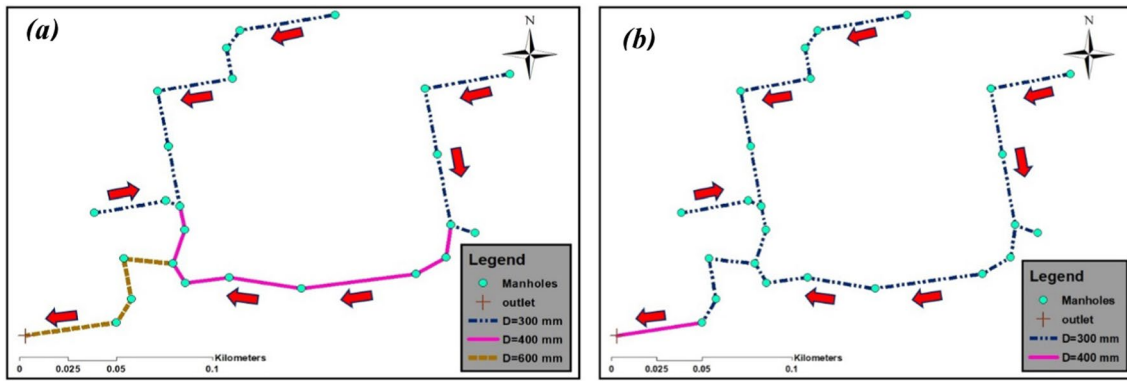 (a)
N
Legend
Manholes
outlet
D=300 mm
D=400 mm
D=600 mm
Kilometers
0 0.025 0.05 0.1
(b)
N
Legend
Manholes
outlet
D=300 mm
D=400 mm
Kilometers
0 0.025 0.05 0.1